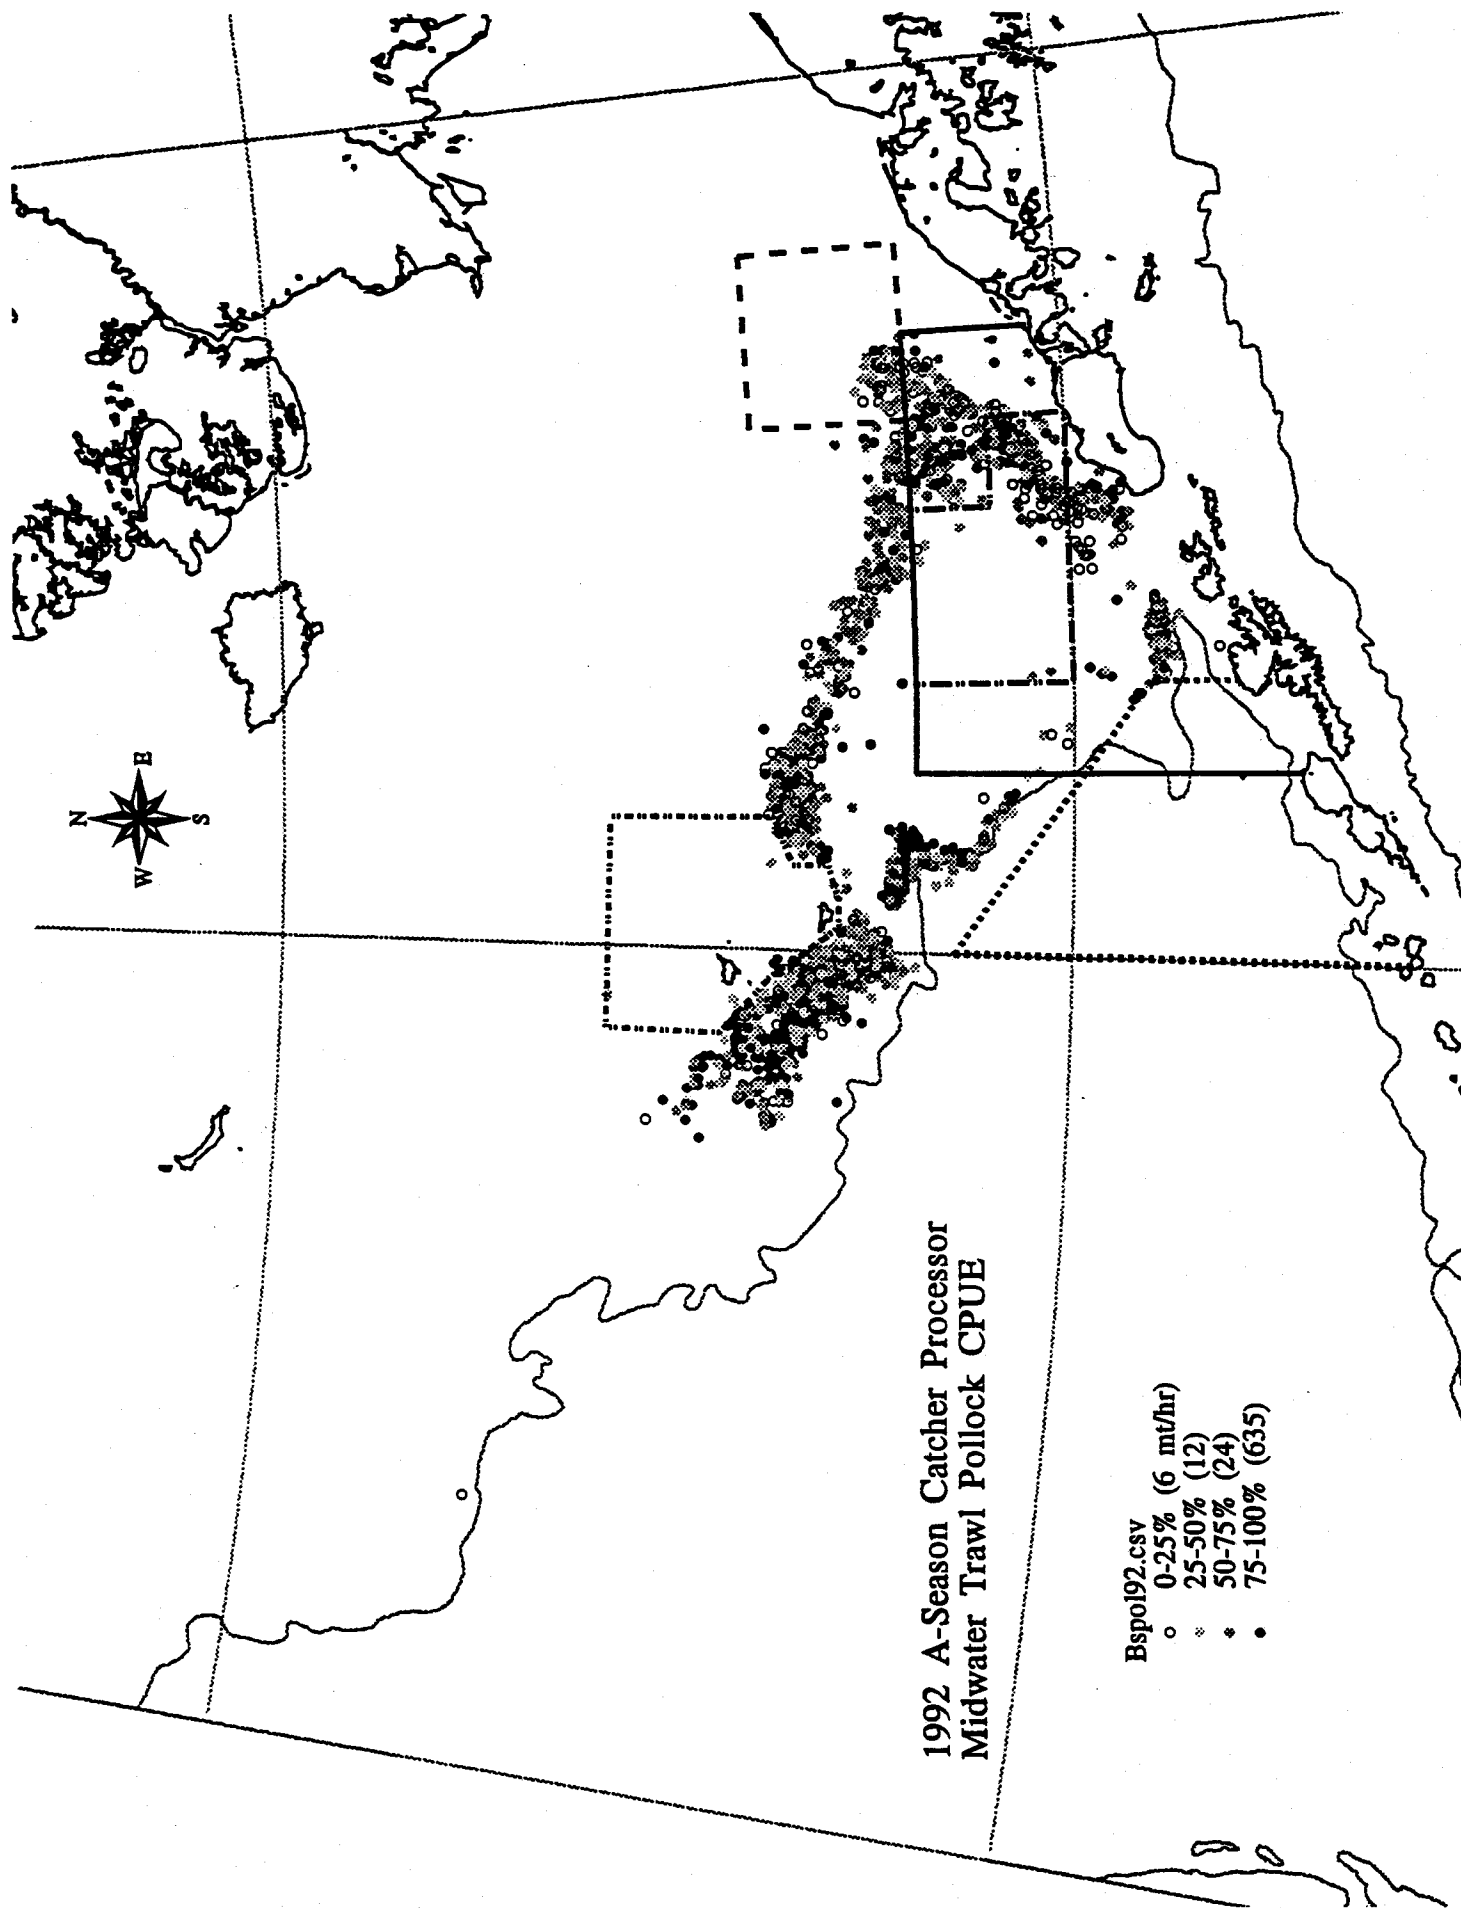 N
W
E
S
1992 A-Season Catcher Processor
Midwater Trawl Pollock CPUE
Bspol92.csv
0-25% (6 mt/hr)
25-50% (12)
50-75% (24)
75-100% (635)